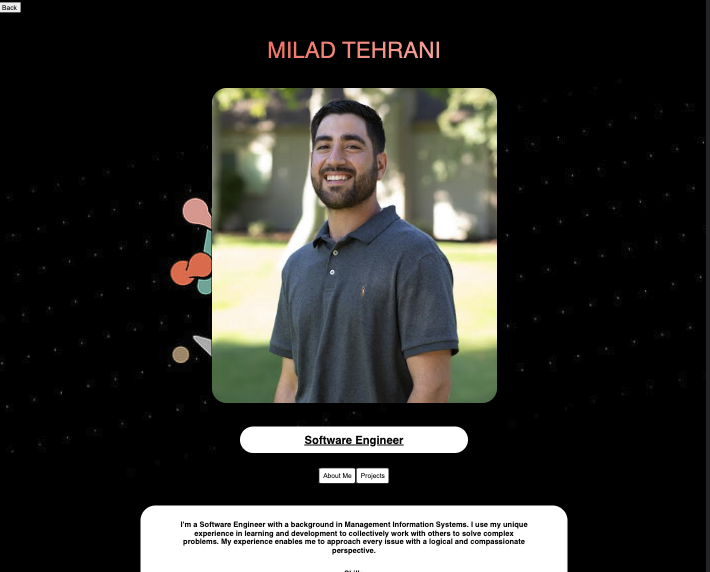 Back
MILAD TEHRANI
Software Engineer
About Me Projects
I'm a Software Engineer with a background in Management Information Systems. I use my unique
experience in learning and development to collectively work with others to solve complex
problems. My experience enables me to approach every issue with a logical and compassionate
perspective.